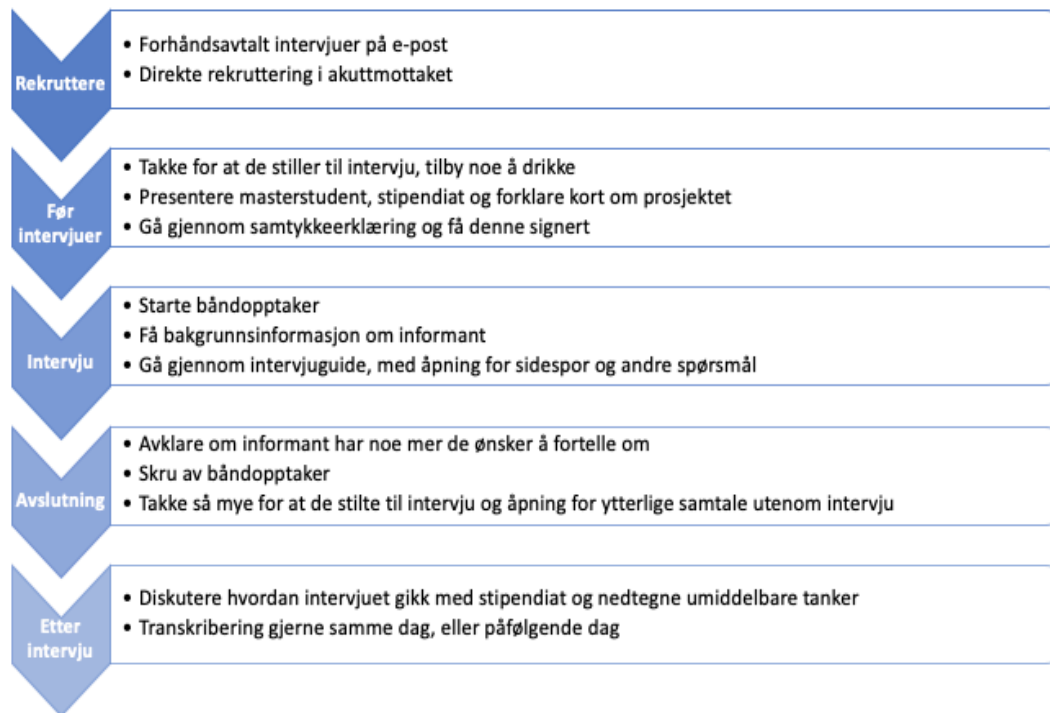 Rekruttere
• Forhåndsavtalt intervjuer på e-post
• Direkte rekruttering i akuttmottaket
Før
intervjuer
• Takke for at de stiller til intervju, tilby noe å drikke
• Presentere masterstudent, stipendiat og forklare kort om prosjektet
• Gå gjennom samtykkeerklæring og få denne signert
Intervju
• Starte båndopptaker
• Få bakgrunnsinformasjon om informant
• Gå gjennom intervjuguide, med åpning for sidespor og andre spørsmål
Avslutning
• Avklare om informant har noe mer de ønsker å fortelle om
• Skru av båndopptaker
• Takke så mye for at de stilte til intervju og åpning for ytterlige samtale utenom intervju
Etter
intervju
• Diskutere hvordan intervjuet gikk med stipendiat og nedtegne umiddelbare tanker
• Transkribering gjerne samme dag, eller påfølgende dag